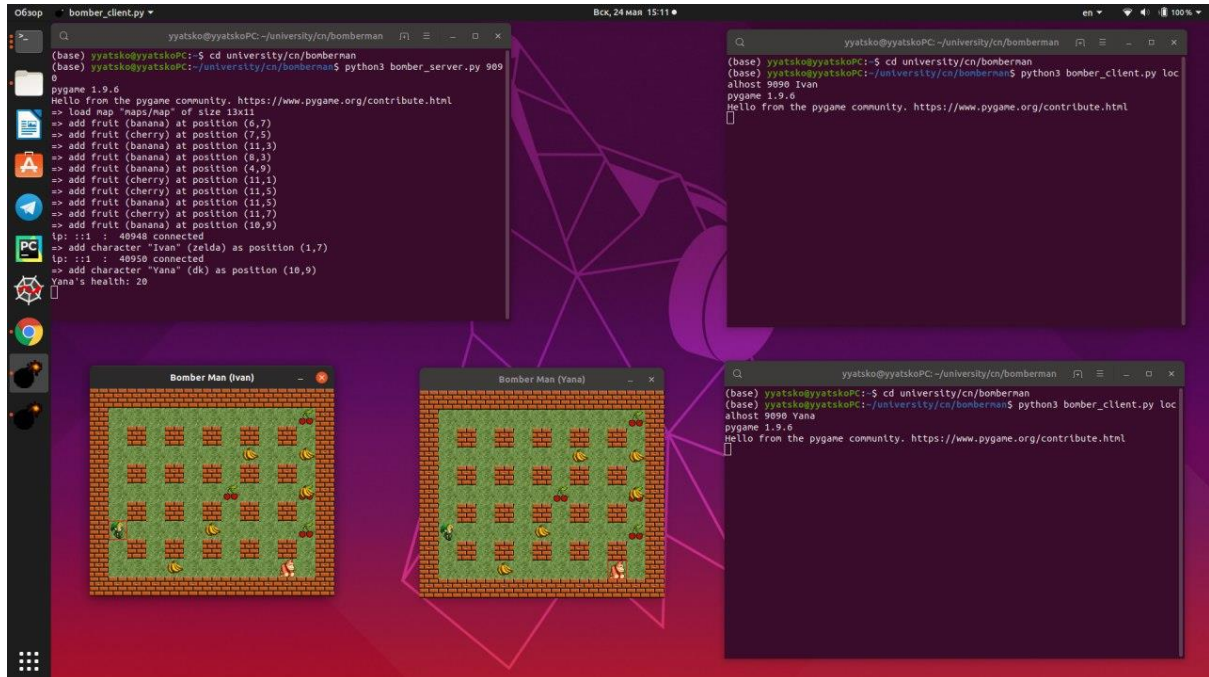 Обзор bomber_client.py Вск, 24 мая 15:11 en 100 %
yyatsko@yyatskoPC: ~/university/cn/bomberman
(base) yyatsko@yyatskoPC:~$ cd university/cn/bomberman
(base) yyatsko@yyatskoPC:~/university/cn/bomberman$ python3 bomber_server.py 909
0
pygame 1.9.6
Hello from the pygame community. https://www.pygame.org/contribute.html
=> load map "maps/map" of size 13x11
=> add fruit (banana) at position (6,7)
=> add fruit (cherry) at position (7,5)
=> add fruit (banana) at position (11,3)
=> add fruit (banana) at position (8,3)
=> add fruit (banana) at position (4,9)
=> add fruit (cherry) at position (11,1)
=> add fruit (cherry) at position (11,5)
=> add fruit (banana) at position (11,5)
=> add fruit (cherry) at position (11,7)
=> add fruit (banana) at position (10,9)
ip: ::1 : 40948 connected
=> add character "Ivan" (zelda) as position (1,7)
ip: ::1 : 40950 connected
=> add character "Yana" (dk) as position (10,9)
Yana's health: 20
yyatsko@yyatskoPC: ~/university/cn/bomberman
(base) yyatsko@yyatskoPC:~$ cd university/cn/bomberman
(base) yyatsko@yyatskoPC:~/university/cn/bomberman$ python3 bomber_client.py loc
alhost 9090 Ivan
pygame 1.9.6
Hello from the pygame community. https://www.pygame.org/contribute.html
Bomber Man (Ivan)
Bomber Man (Yana)
yyatsko@yyatskoPC: ~/university/cn/bomberman
(base) yyatsko@yyatskoPC:~$ cd university/cn/bomberman
(base) yyatsko@yyatskoPC:~/university/cn/bomberman$ python3 bomber_client.py loc
alhost 9090 Yana
pygame 1.9.6
Hello from the pygame community. https://www.pygame.org/contribute.html
PC